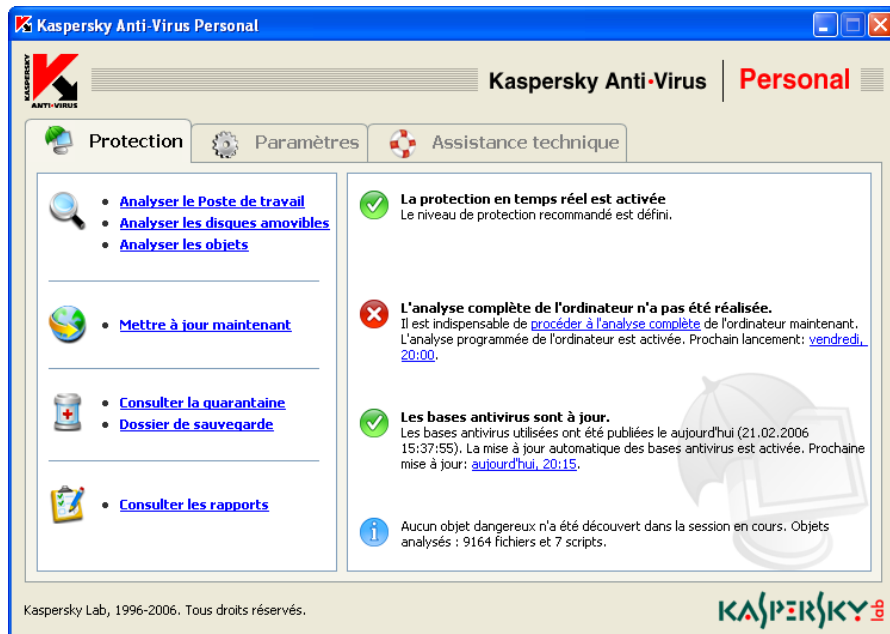 Kaspersky Anti-Virus Personal
KASPERSKY
ANTI-VIRUS
Kaspersky Anti-Virus
Personal
Protection
Paramètres
Assistance technique
Analyser le Poste de travail
Analyser les disques amovibles
Analyser les objets
Mettre à jour maintenant
Consulter la quarantaine
Dossier de sauvegarde
Consulter les rapports
La protection en temps réel est activée
Le niveau de protection recommandé est défini.
L'analyse complète de l'ordinateur n'a pas été réalisée.
Il est indispensable de procéder à l'analyse complète de l'ordinateur maintenant.
L'analyse programmée de l'ordinateur est activée. Prochain lancement: vendredi,
20:00.
Les bases antivirus sont à jour.
Les bases antivirus utilisées ont été publiées le aujourd'hui (21.02.2006
15:37:55). La mise à jour automatique des bases antivirus est activée. Prochaine
mise à jour: aujourd'hui, 20:15.
Aucun objet dangereux n'a été découvert dans la session en cours. Objets
analysés : 9164 fichiers et 7 scripts.
Kaspersky Lab, 1996-2006. Tous droits réservés.
KASPERSKY lab